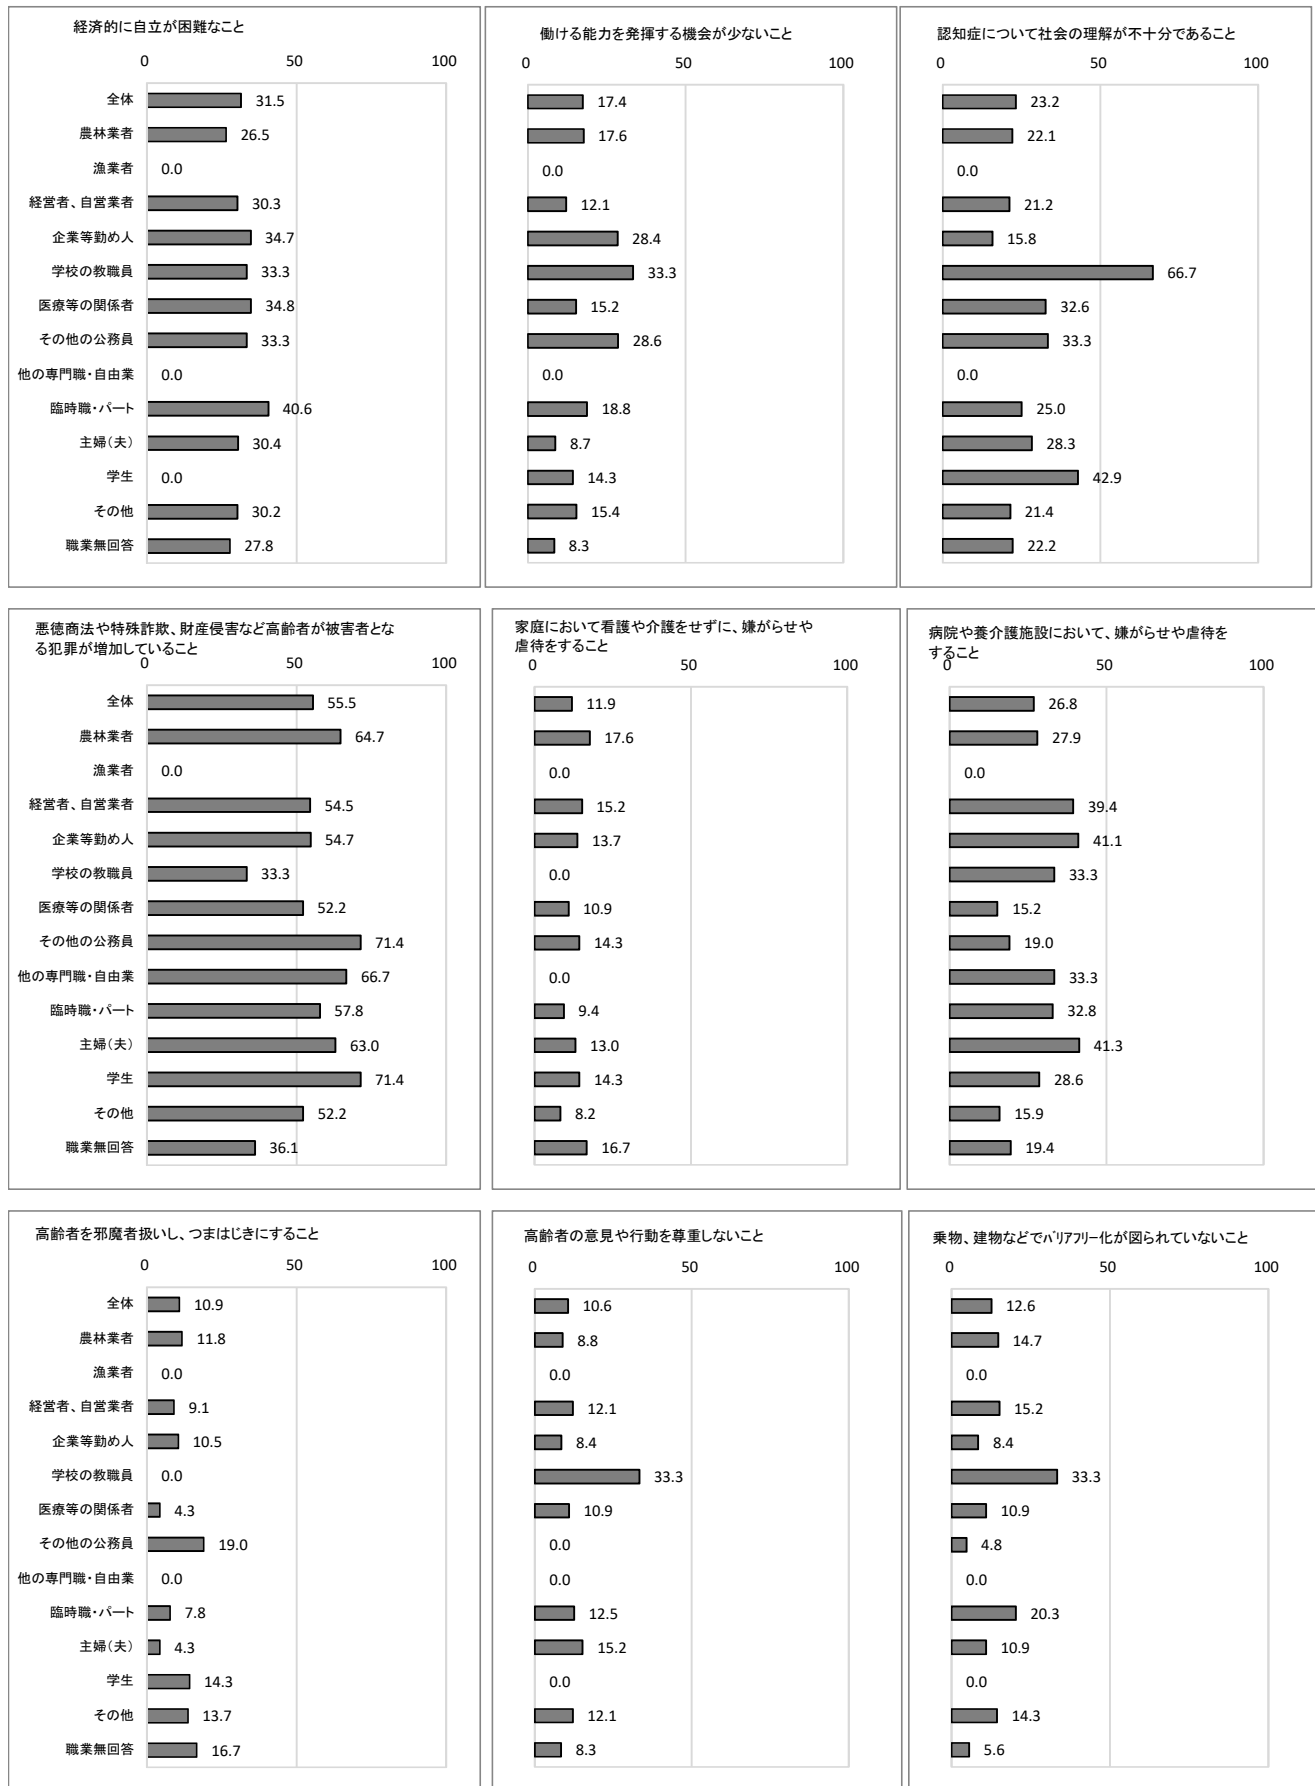 経済的に自立が困難なこと
0 50 100
全体 31.5
農林業者 26.5
漁業者 0.0
経営者、自営業者 30.3
企業等勤め人 34.7
学校の教職員 33.3
医療等の関係者 34.8
その他の公務員 33.3
他の専門職・自由業 0.0
臨時職・パート 40.6
主婦(夫) 30.4
学生 0.0
その他 30.2
職業無回答 27.8
働ける能力を発揮する機会が少ないこと
0 50 100
17.4
17.6
0.0
12.1
28.4
33.3
15.2
28.6
0.0
18.8
8.7
14.3
15.4
8.3
認知症について社会の理解が不十分であること
0 50 100
23.2
22.1
0.0
21.2
15.8
66.7
32.6
33.3
0.0
25.0
28.3
42.9
21.4
22.2
悪徳商法や特殊詐欺、財産侵害など高齢者が被害者とな
る犯罪が増加していること
0 50 100
全体 55.5
農林業者 64.7
漁業者 0.0
経営者、自営業者 54.5
企業等勤め人 54.7
学校の教職員 33.3
医療等の関係者 52.2
その他の公務員 71.4
他の専門職・自由業 66.7
臨時職・パート 57.8
主婦(夫) 63.0
学生 71.4
その他 52.2
職業無回答 36.1
家庭において看護や介護をせずに、嫌がらせや
虐待をすること
0 50 100
11.9
17.6
0.0
15.2
13.7
0.0
10.9
14.3
0.0
9.4
13.0
14.3
8.2
16.7
病院や養介護施設において、嫌がらせや虐待を
すること
0 50 100
26.8
27.9
0.0
39.4
41.1
33.3
15.2
19.0
33.3
32.8
41.3
28.6
15.9
19.4
高齢者を邪魔者扱いし、つまはじきにすること
0 50 100
全体 10.9
農林業者 11.8
漁業者 0.0
経営者、自営業者 9.1
企業等勤め人 10.5
学校の教職員 0.0
医療等の関係者 4.3
その他の公務員 19.0
他の専門職・自由業 0.0
臨時職・パート 7.8
主婦(夫) 4.3
学生 14.3
その他 13.7
職業無回答 16.7
高齢者の意見や行動を尊重しないこと
0 50 100
10.6
8.8
0.0
12.1
8.4
33.3
10.9
0.0
0.0
12.5
15.2
0.0
12.1
8.3
乗物、建物などでﾊﾞﾘｱﾌﾘｰ化が図られていないこと
0 50 100
12.6
14.7
0.0
15.2
8.4
33.3
10.9
4.8
0.0
20.3
10.9
0.0
14.3
5.6